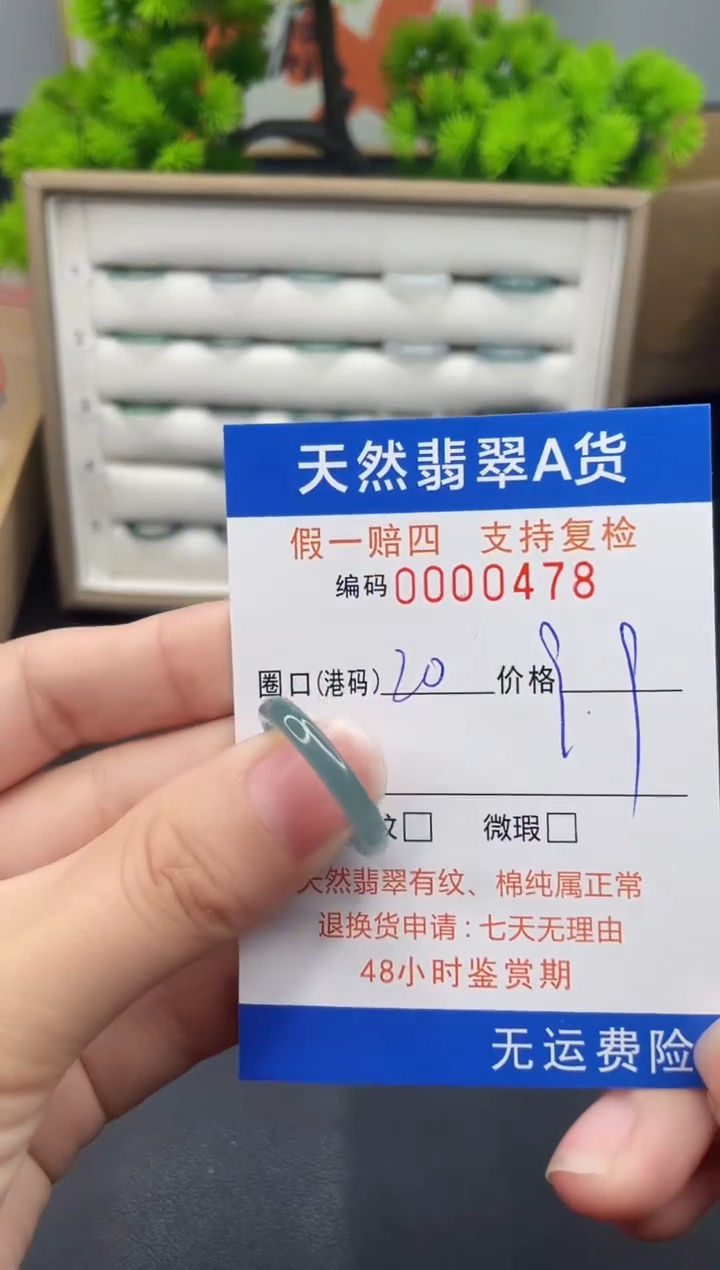 天然翡翠A货
假一赔四 支持复检
编码0000478
圈口(港码) 20 价格 99
纹□ 微瑕□
天然翡翠有纹、棉纯属正常
退换货申请:七天无理由
48小时鉴赏期
无运费险